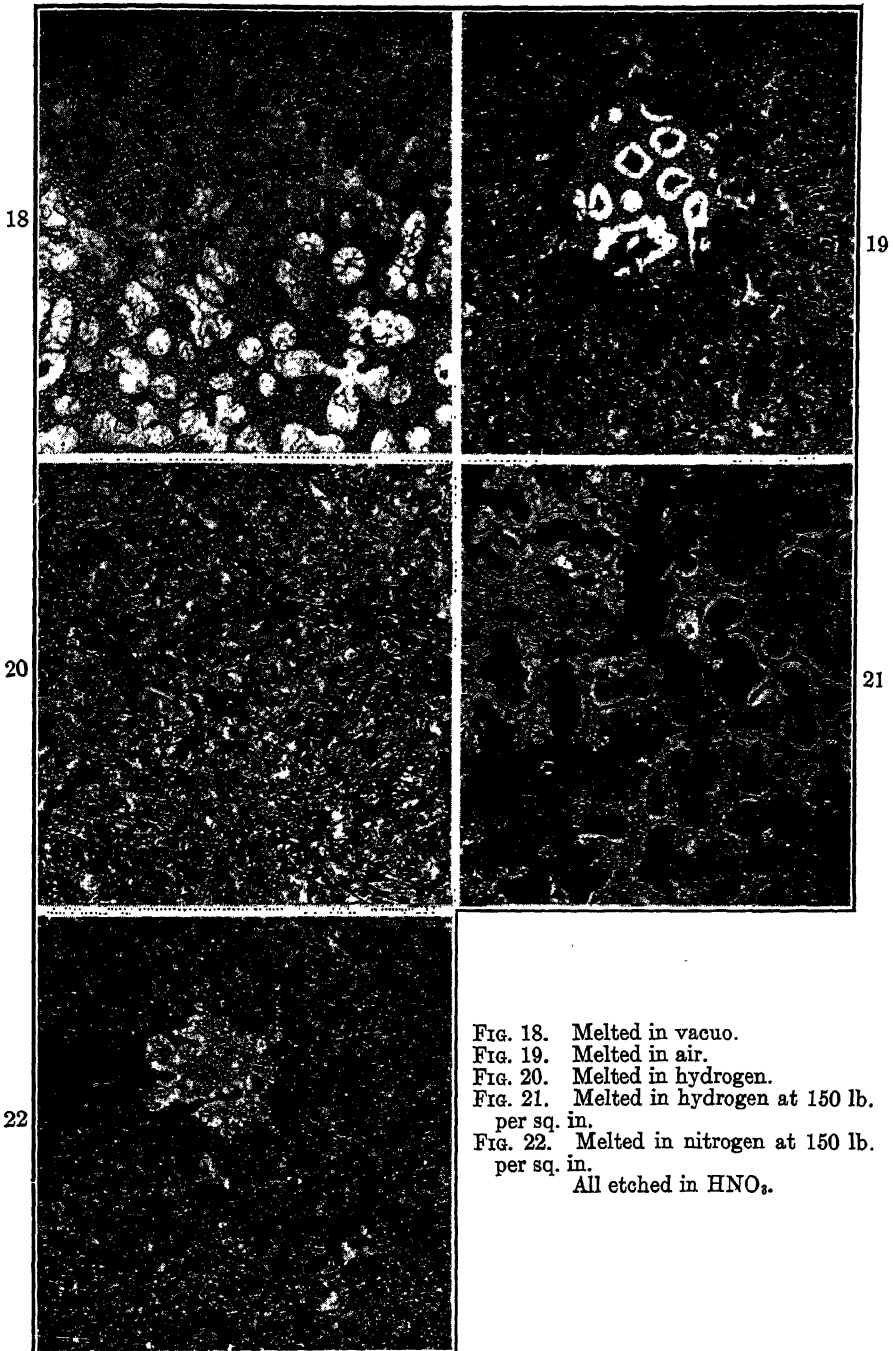 18
19
20
21
22
FIG. 18. Melted in vacuo.
FIG. 19. Melted in air.
FIG. 20. Melted in hydrogen.
FIG. 21. Melted in hydrogen at 150 lb.
per sq. in.
FIG. 22. Melted in nitrogen at 150 lb.
per sq. in.
All etched in HNO₃.